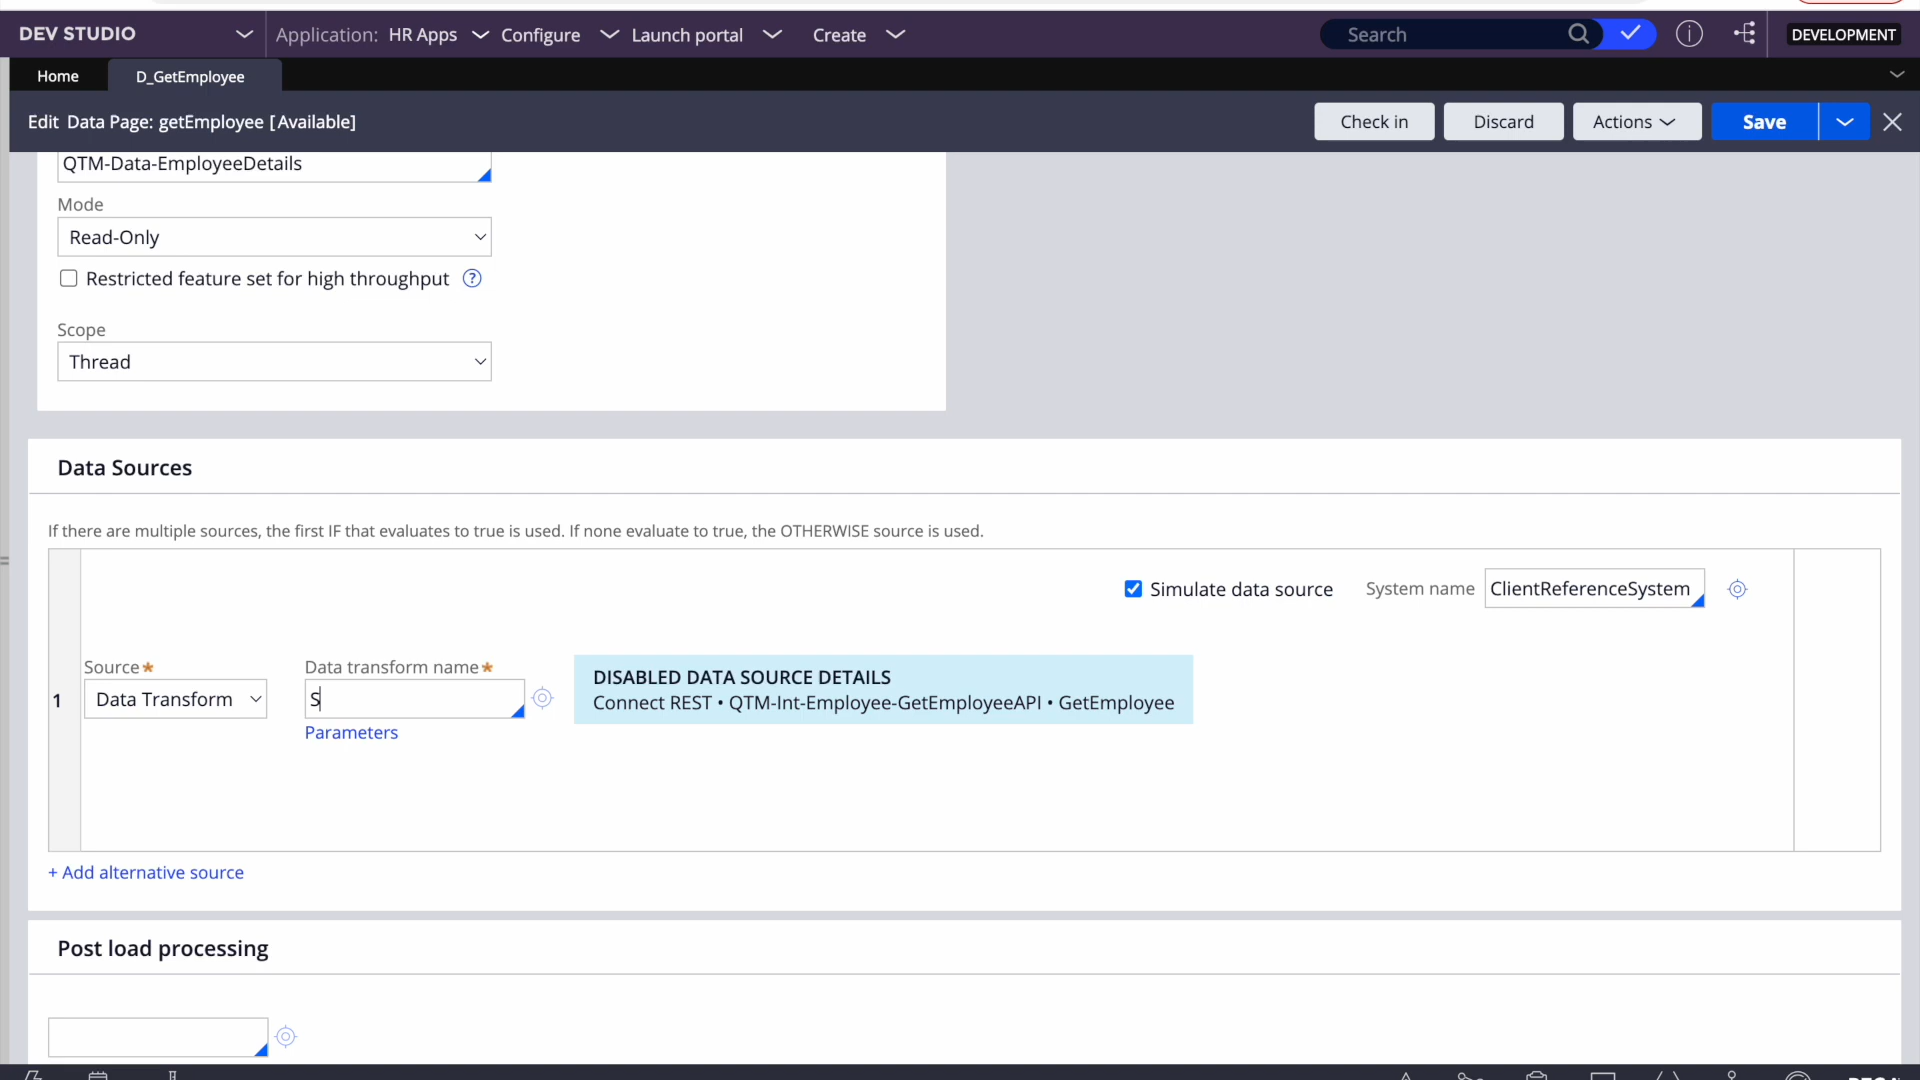 DEV STUDIO
Application: HR Apps
Configure
Launch portal
Create
Search
DEVELOPMENT
Home
D_GetEmployee
Edit Data Page: getEmployee [Available]
Check in
Discard
Actions
Save
QTM-Data-EmployeeDetails
Mode
Read-Only
Restricted feature set for high throughput
Scope
Thread
Data Sources
If there are multiple sources, the first IF that evaluates to true is used. If none evaluate to true, the OTHERWISE source is used.
Simulate data source
System name
ClientReferenceSystem
Source*
Data transform name*
1
Data Transform
S
Parameters
DISABLED DATA SOURCE DETAILS
Connect REST • QTM-Int-Employee-GetEmployeeAPI • GetEmployee
+ Add alternative source
Post load processing